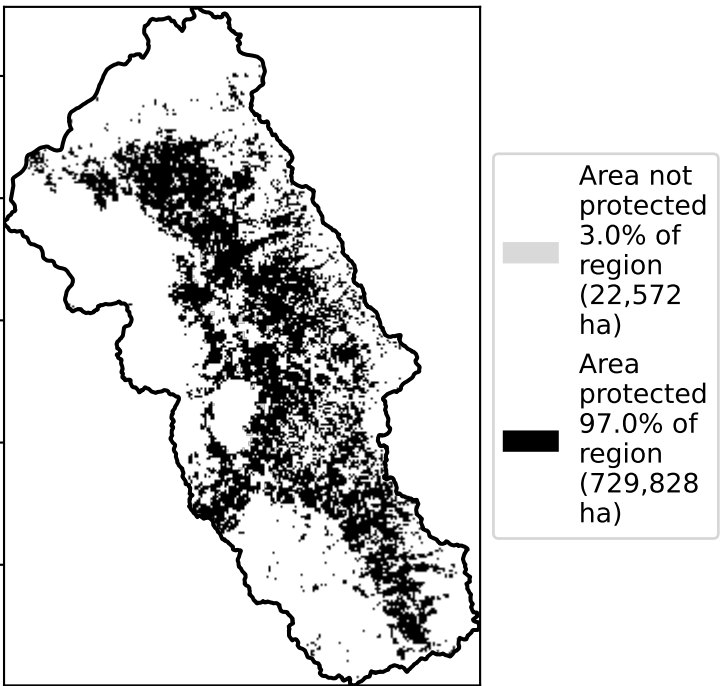 Area not
protected
3.0% of
region
(22,572
ha)
Area
protected
97.0% of
region
(729,828
ha)